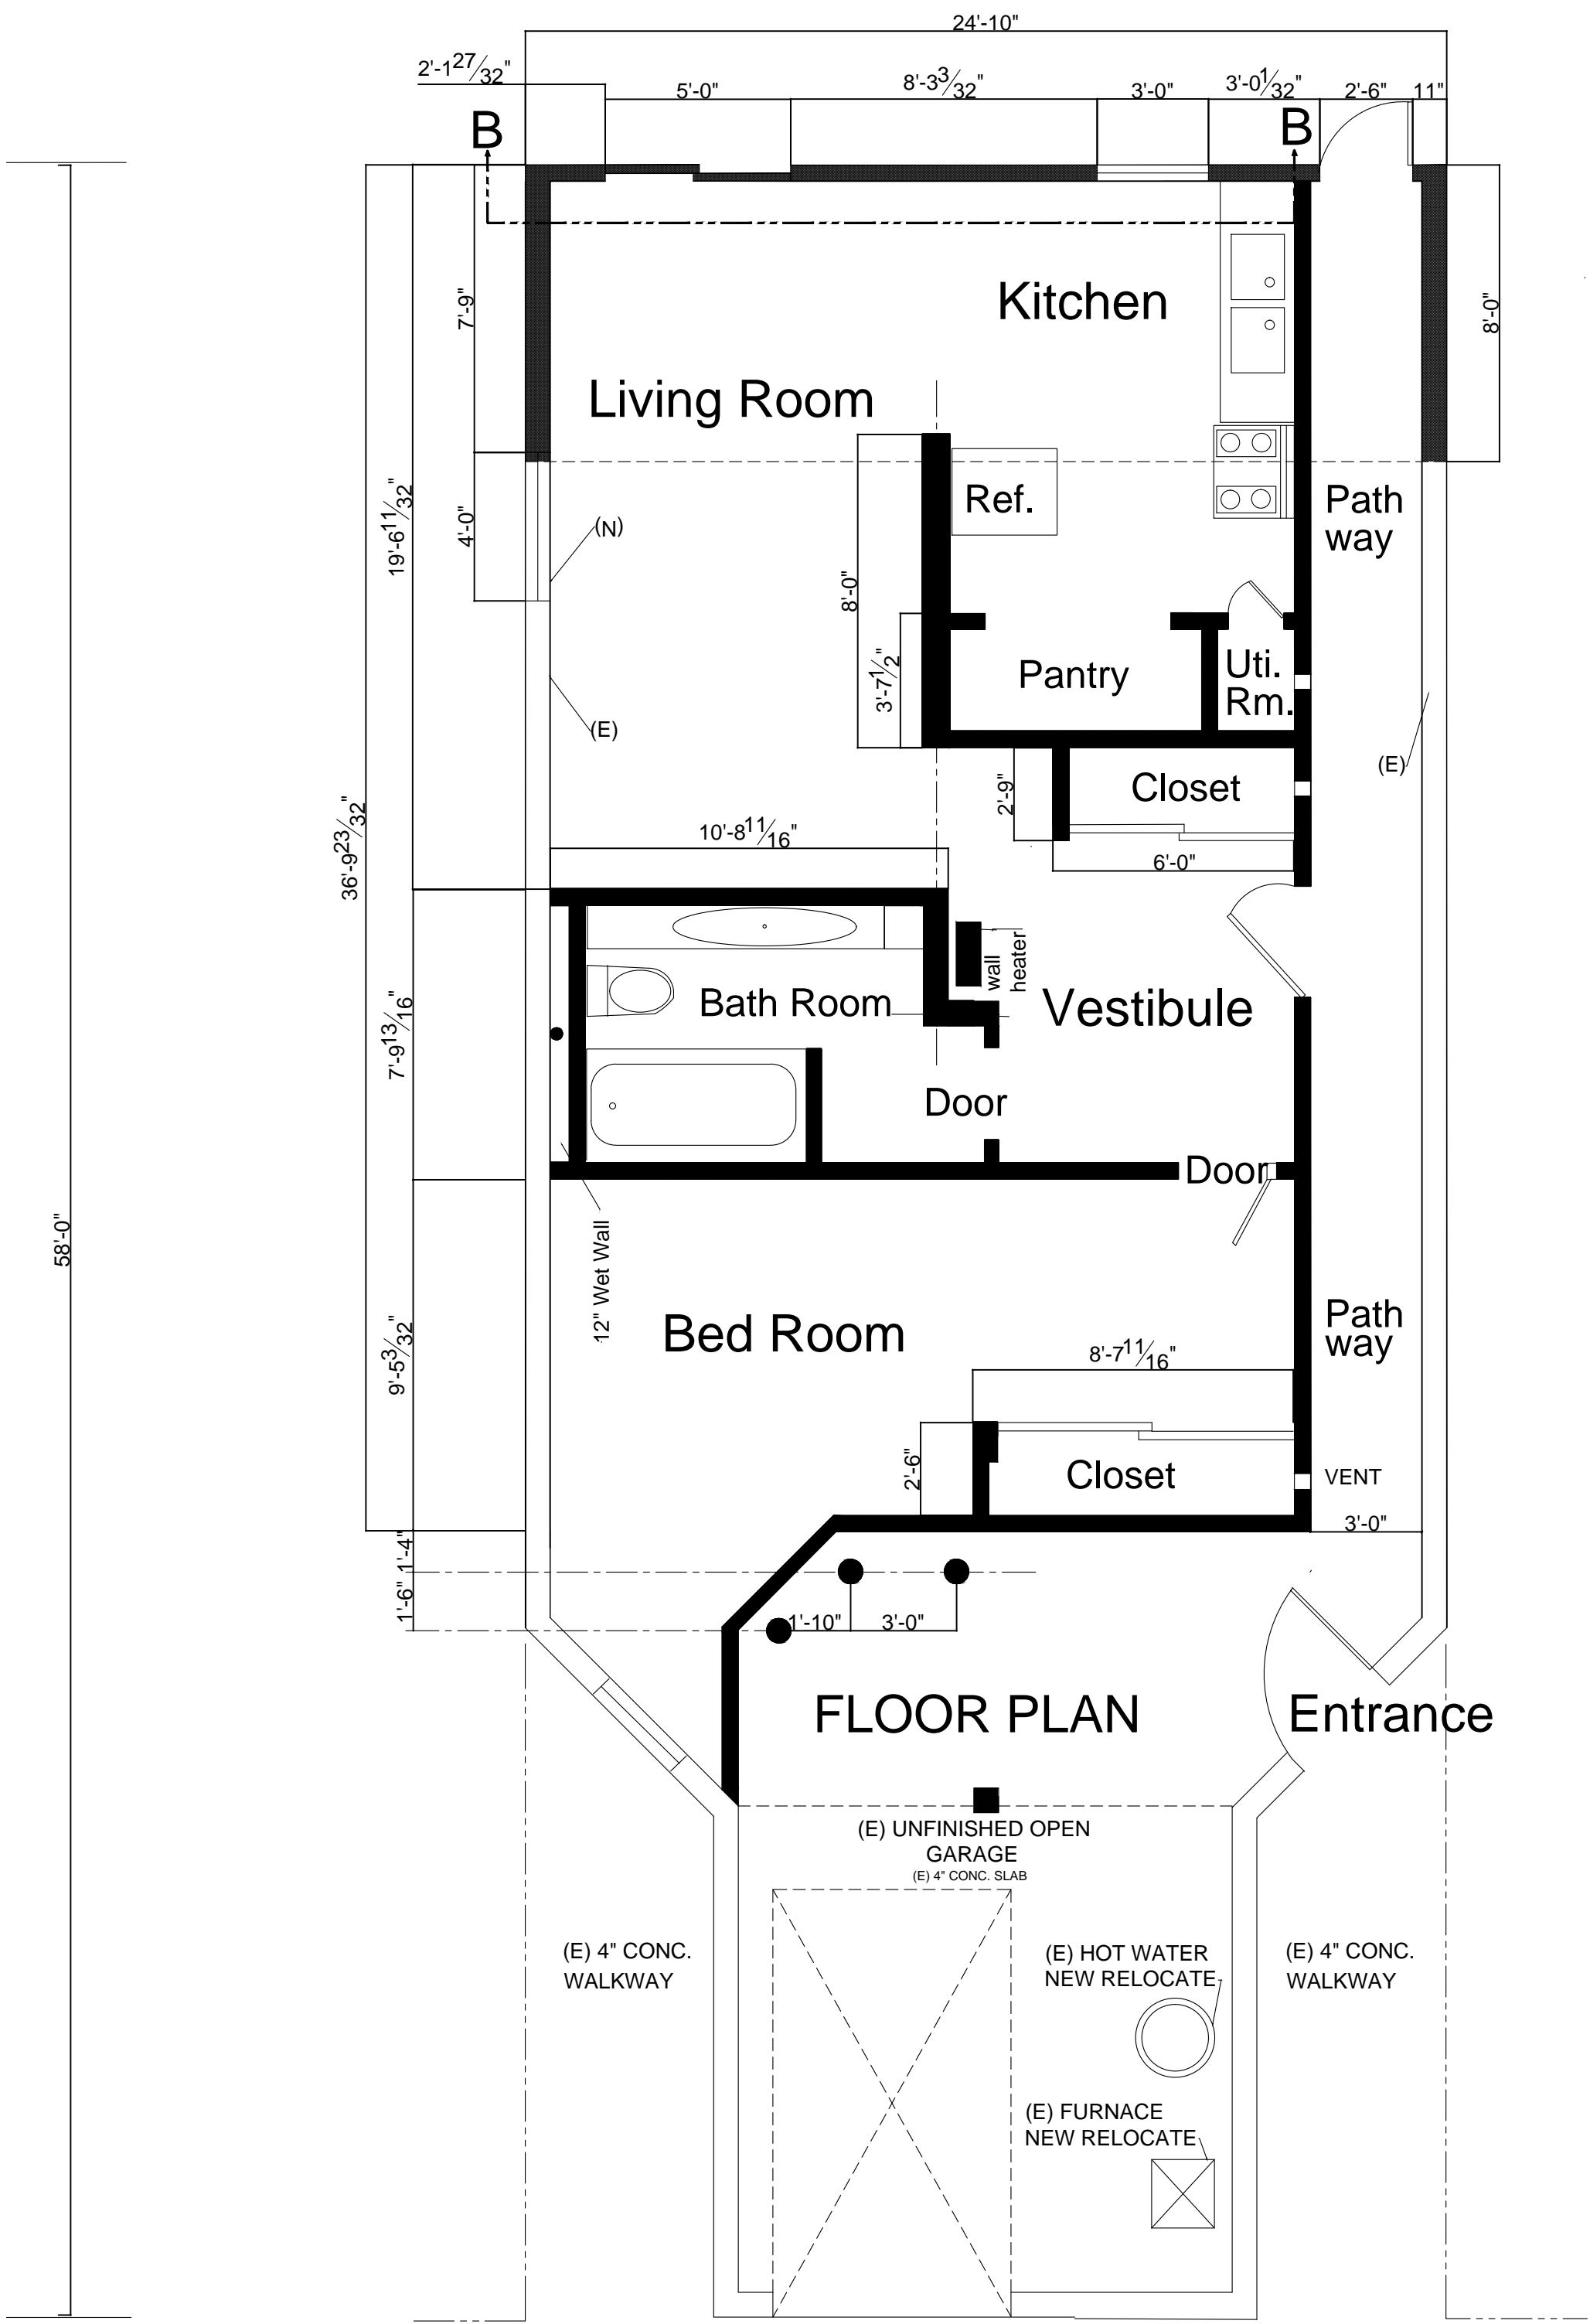 24'-10"
2'-1 27/32"
5'-0"
8'-3 3/32"
3'-0"
3'-0 1/32"
2'-6"
11"
B
B
Kitchen
7'-9"
8'-0"
Living Room
19'-6 11/32"
4'-0"
(N)
Ref.
Path
way
8'-0"
3'-7 1/2"
Pantry
Uti.
Rm.
(E)
(E)
2'-9"
Closet
36'-9 23/32"
10'-8 11/16"
6'-0"
wall
heater
Bath Room
Vestibule
7'-9 13/16"
Door
Door
58'-0"
12" Wet Wall
Bed Room
Path
way
9'-5 3/32"
8'-7 11/16"
2'-6"
Closet
VENT
3'-0"
1'-4"
1'-6"
1'-10"
3'-0"
FLOOR PLAN
Entrance
(E) UNFINISHED OPEN
GARAGE
(E) 4" CONC. SLAB
(E) 4" CONC.
WALKWAY
(E) HOT WATER
NEW RELOCATE
(E) 4" CONC.
WALKWAY
(E) FURNACE
NEW RELOCATE